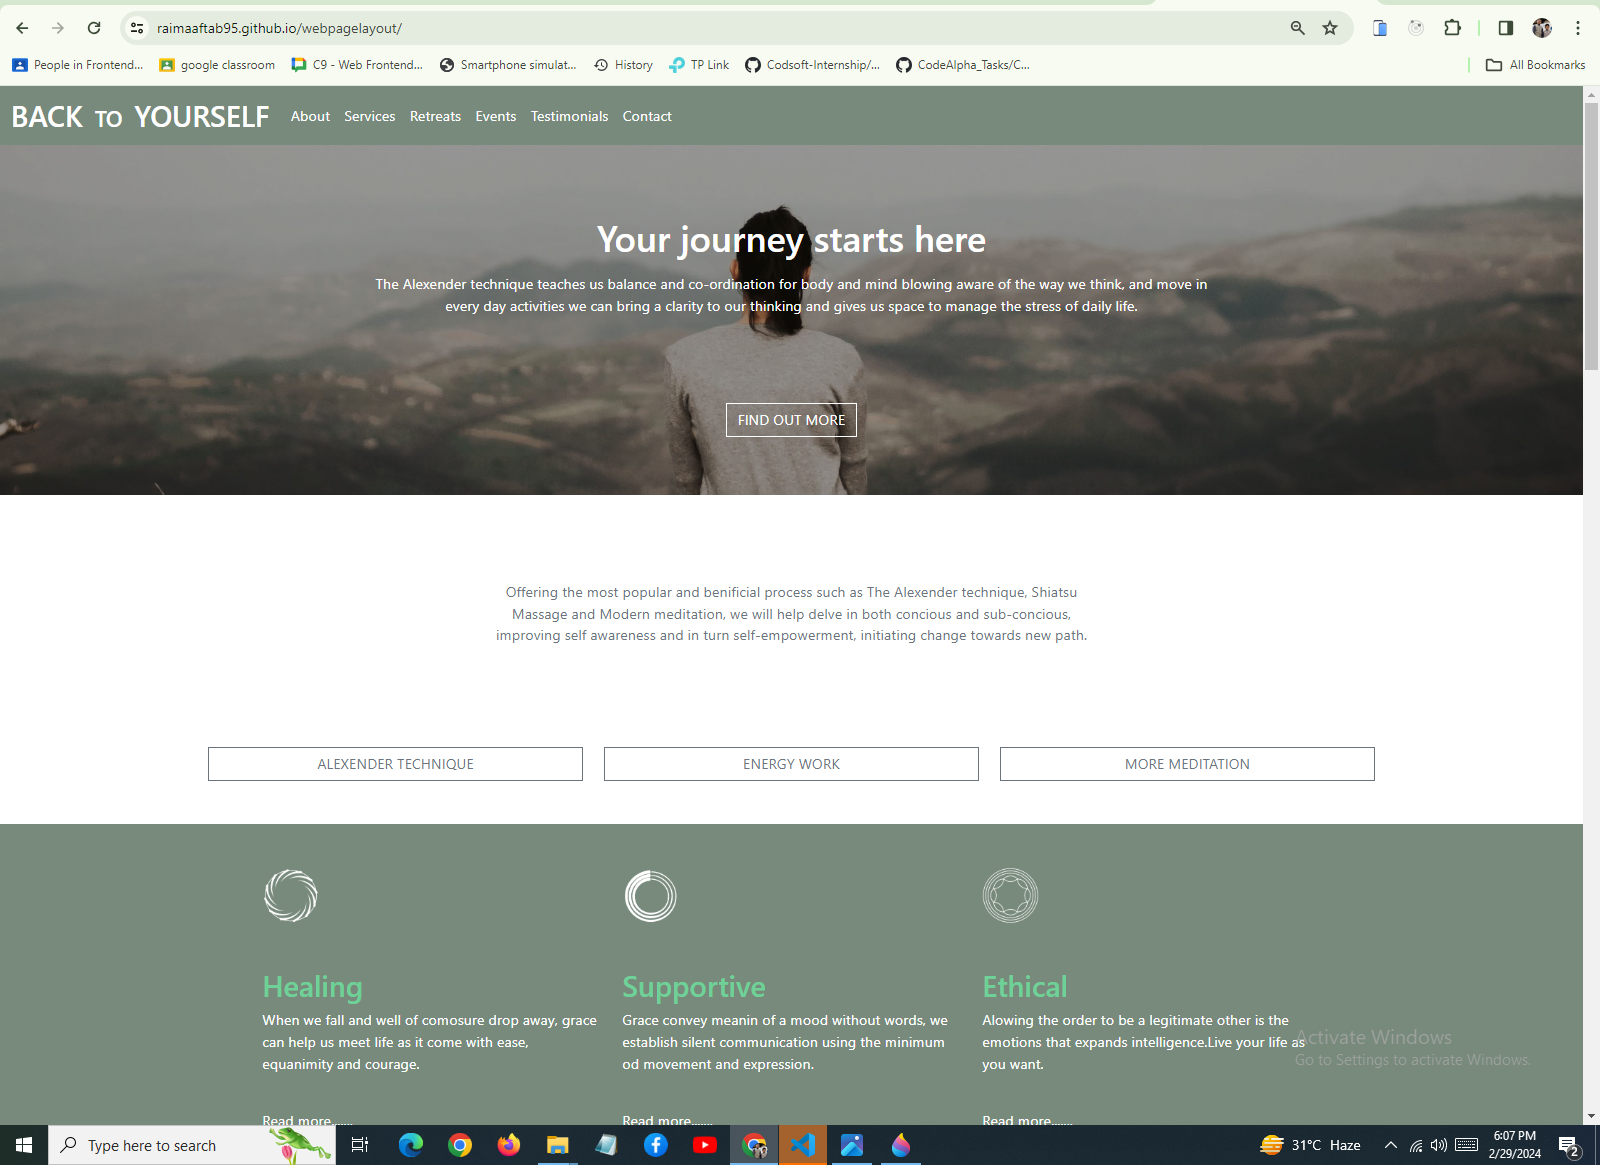 raimaaftab95.github.io/webpagelayout/
People in Frontend... google classroom C9 - Web Frontend... Smartphone simulat... History TP Link Codsoft-Internship/... CodeAlpha_Tasks/C... All Bookmarks
BACK TO YOURSELF About Services Retreats Events Testimonials Contact
Your journey starts here
The Alexender technique teaches us balance and co-ordination for body and mind blowing aware of the way we think, and move in
every day activities we can bring a clarity to our thinking and gives us space to manage the stress of daily life.
FIND OUT MORE
Offering the most popular and benificial process such as The Alexender technique, Shiatsu
Massage and Modern meditation, we will help delve in both concious and sub-concious,
improving self awareness and in turn self-empowerment, initiating change towards new path.
ALEXENDER TECHNIQUE
ENERGY WORK
MORE MEDITATION
Healing
When we fall and well of comosure drop away, grace
can help us meet life as it come with ease,
equanimity and courage.
Read more.......
Supportive
Grace convey meanin of a mood without words, we
establish silent communication using the minimum
od movement and expression.
Read more.......
Ethical
Alowing the order to be a legitimate other is the
emotions that expands intelligence.Live your life as
you want.
Read more.......
Activate Windows
Go to Settings to activate Windows.
Type here to search
31°C Haze
6:07 PM
2/29/2024
2